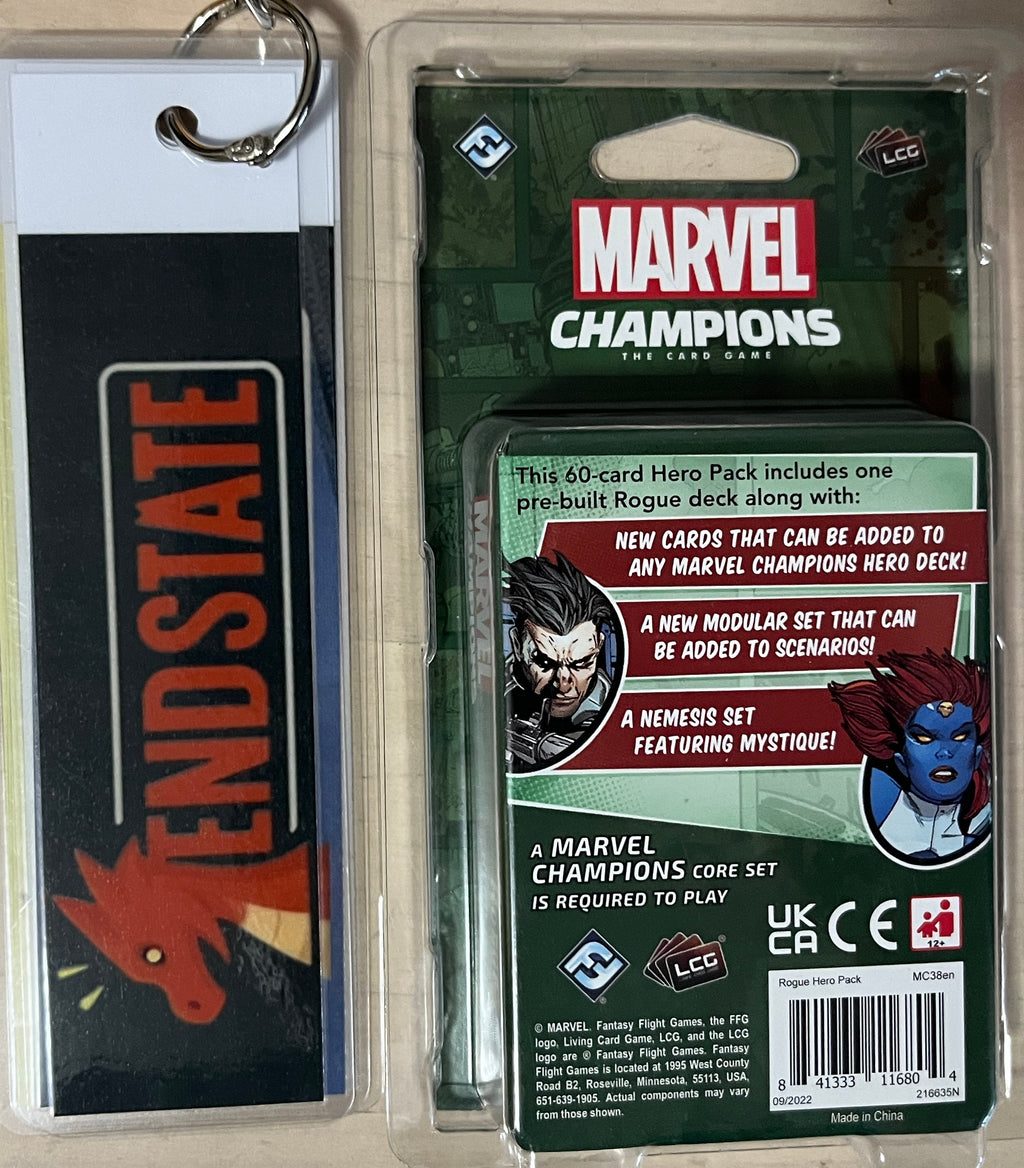 ENDSTATE
LCG
MARVEL
CHAMPIONS
THE CARD GAME
MARVEL
This 60-card Hero Pack includes one
pre-built Rogue deck along with:
NEW CARDS THAT CAN BE ADDED TO
ANY MARVEL CHAMPIONS HERO DECK!
A NEW MODULAR SET THAT CAN
BE ADDED TO SCENARIOS!
A NEMESIS SET
FEATURING MYSTIQUE!
A MARVEL
CHAMPIONS CORE SET
IS REQUIRED TO PLAY
UK
CA
CE
12+
LCG
© MARVEL. Fantasy Flight Games, the FFG
logo, Living Card Game, LCG, and the LCG
logo are ® Fantasy Flight Games. Fantasy
Flight Games is located at 1995 West County
Road B2, Roseville, Minnesota, 55113, USA,
651-639-1905. Actual components may vary
from those shown.
Rogue Hero Pack MC38en
8 41333 11680 4
09/2022 216635N
Made in China